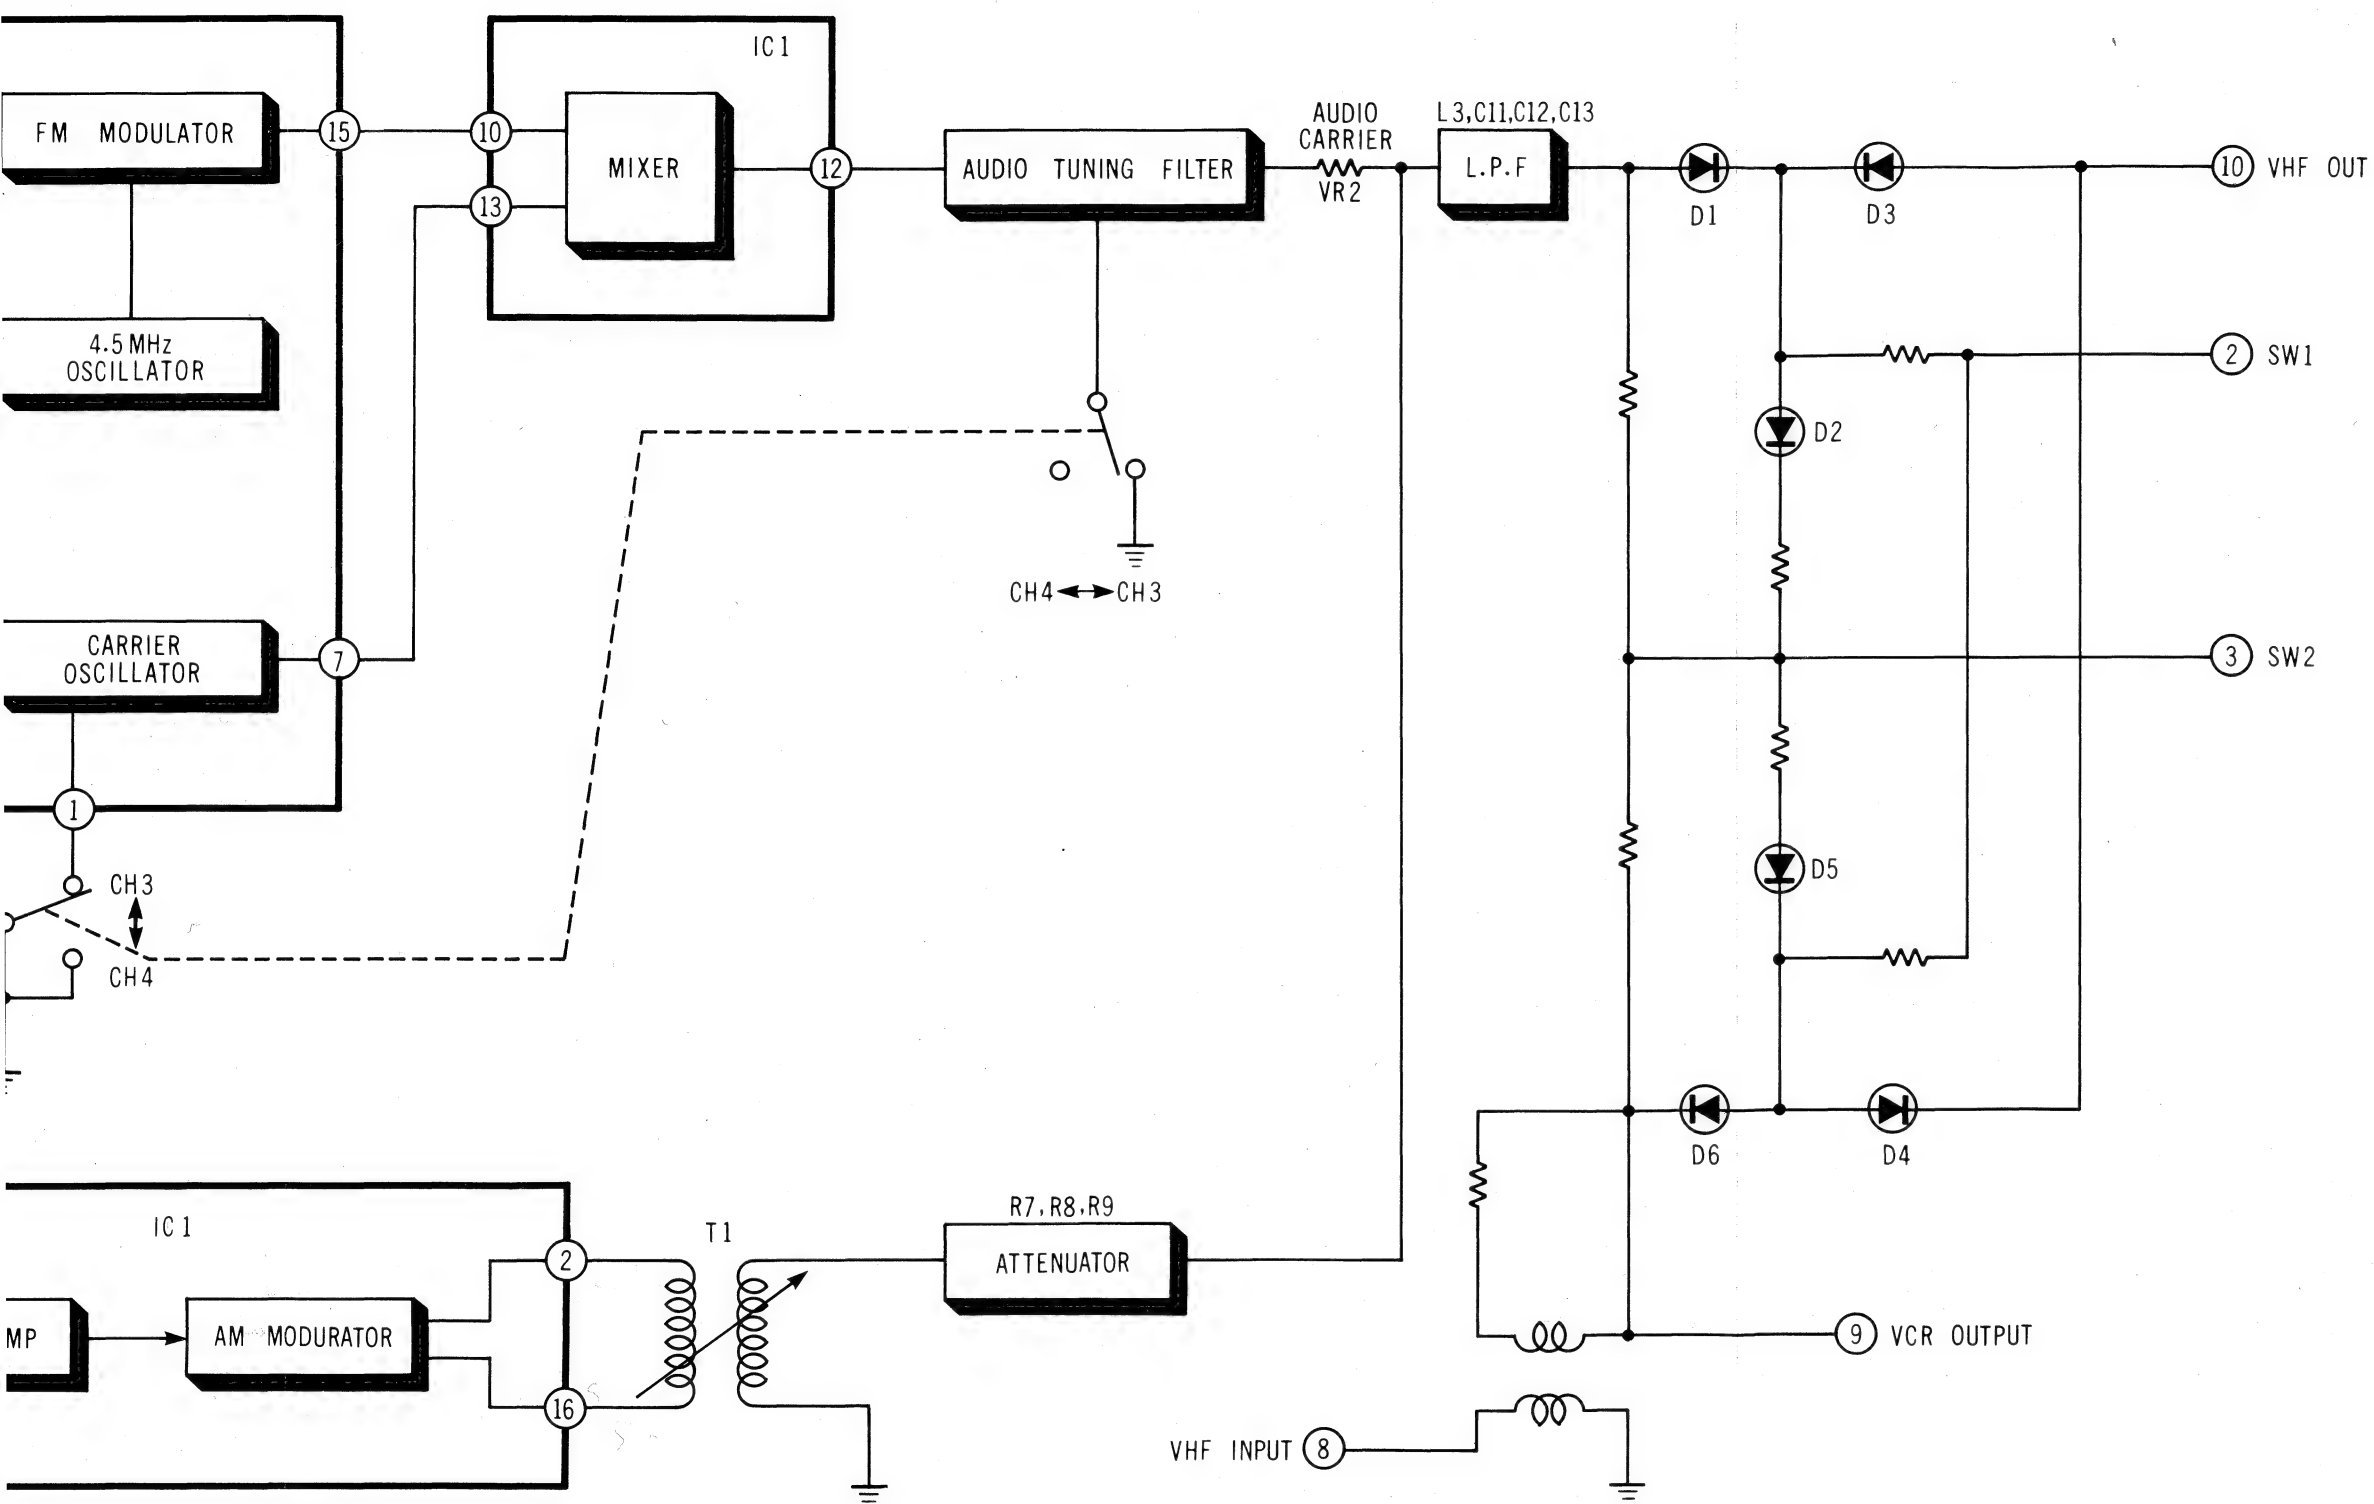 IC1
FM MODULATOR
15
10
MIXER
12
13
AUDIO TUNING FILTER
AUDIO
CARRIER
VR2
L3,C11,C12,C13
L.P.F
D1
D3
10 VHF OUT
4.5MHz
OSCILLATOR
2 SW1
D2
CH4 CH3
CARRIER
OSCILLATOR
7
3 SW2
1
D5
CH3
CH4
D6
D4
IC1
2
T1
R7,R8,R9
ATTENUATOR
MP
AM MODURATOR
16
9 VCR OUTPUT
VHF INPUT 8